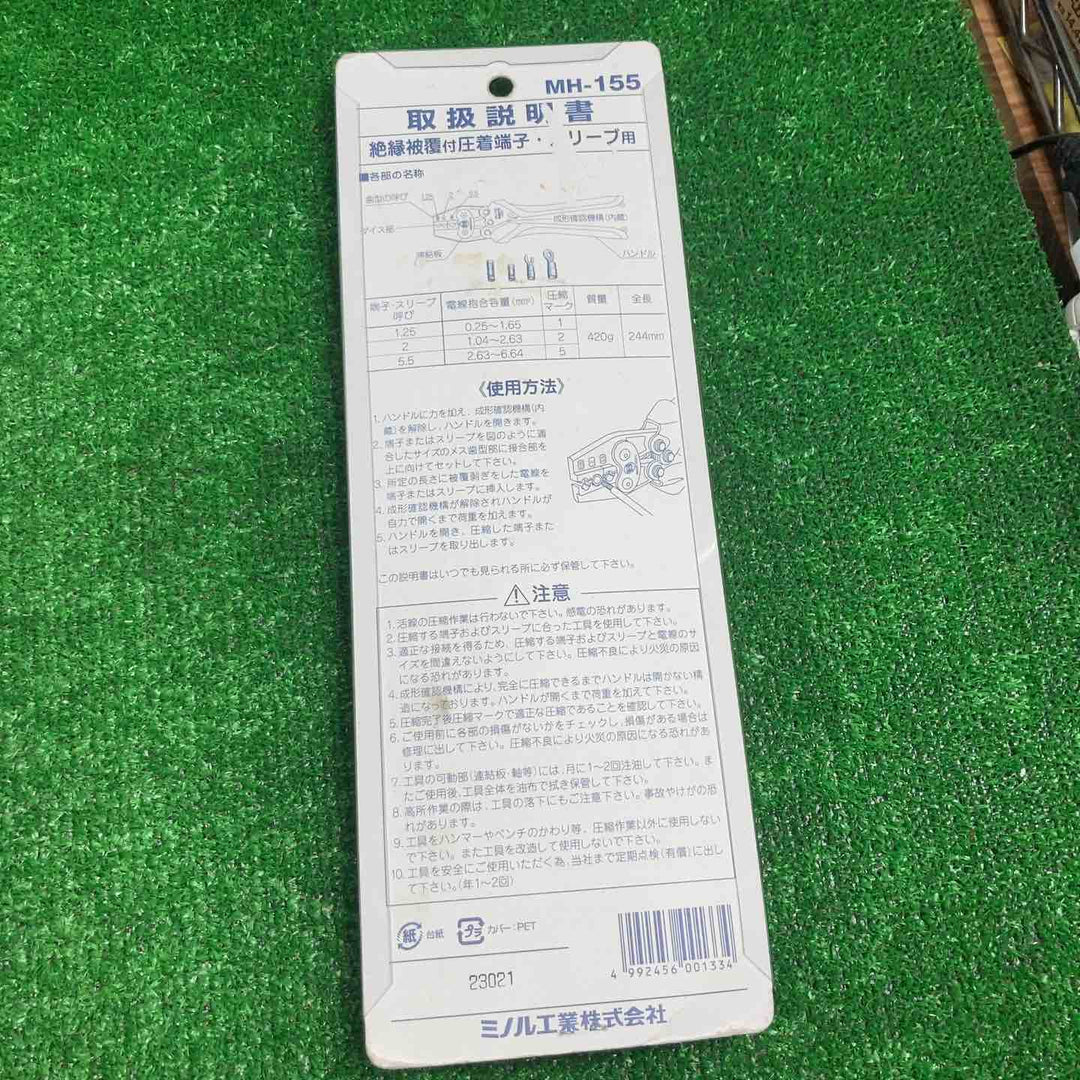 MH-155
取扱説明書
絶縁被覆付圧着端子・ リーブ用
■各部の名称
歯型の呼び 1.25 2 5.5
ダイス部
成形確認機構(内蔵)
連結板
ハンドル
端子・スリーブ呼び 電線抱合容量(mm²) 圧縮マーク 質量 全長
1.25 0.25〜1.65 1
2 1.04〜2.63 2 420g 244mm
5.5 2.63〜6.64 5
《使用方法》
1. ハンドルに力を加え、成形確認機構(内
蔵)を解除し、ハンドルを開きます。
2. 端子またはスリーブを図のように適
合したサイズのメス歯型部に接合部を
上に向けてセットして下さい。
3. 所定の長さに被覆剥ぎをした電線を
端子またはスリーブに挿入します。
4. 成形確認機構が解除されハンドルが
自力で開くまで荷重を加えます。
5. ハンドルを開き、圧縮した端子また
はスリーブを取り出します。
この説明書はいつでも見られる所に必ず保管して下さい。
注意
1. 活線の圧縮作業は行わないで下さい。感電の恐れがあります。
2. 圧縮する端子およびスリーブに合った工具を使用して下さい。
3. 適正な接続を得るため、圧縮する端子およびスリーブと電線のサ
イズを間違えないようにして下さい。圧縮不良により火災の原因
になる恐れがあります。
4. 成形確認機構により、完全に圧縮できるまでハンドルは開かない構
造になっております。ハンドルが開くまで荷重を加えて下さい。
5. 圧縮完了後圧縮マークで適正な圧縮であることを確認して下さい。
6. ご使用前に各部の損傷がないかをチェックし、損傷がある場合は
修理に出して下さい。圧縮不良により火災の原因になる恐れがあ
ります。
7. 工具の可動部(連結板・軸等)には、月に1〜2回注油して下さい。ま
たご使用後、工具全体を油布で拭き保管して下さい。
8. 高所作業の際は、工具の落下にもご注意下さい。事故やけがの恐
れがあります。
9. 工具をハンマーやペンチのかわり等、圧縮作業以外に使用しない
で下さい。また工具を改造して使用しないで下さい。
10. 工具を安全にご使用いただく為、当社まで定期点検(有償)に出し
て下さい。(年1〜2回)
紙 台紙 プラ カバー:PET
23021
4 992456 001334
ミノル工業株式会社